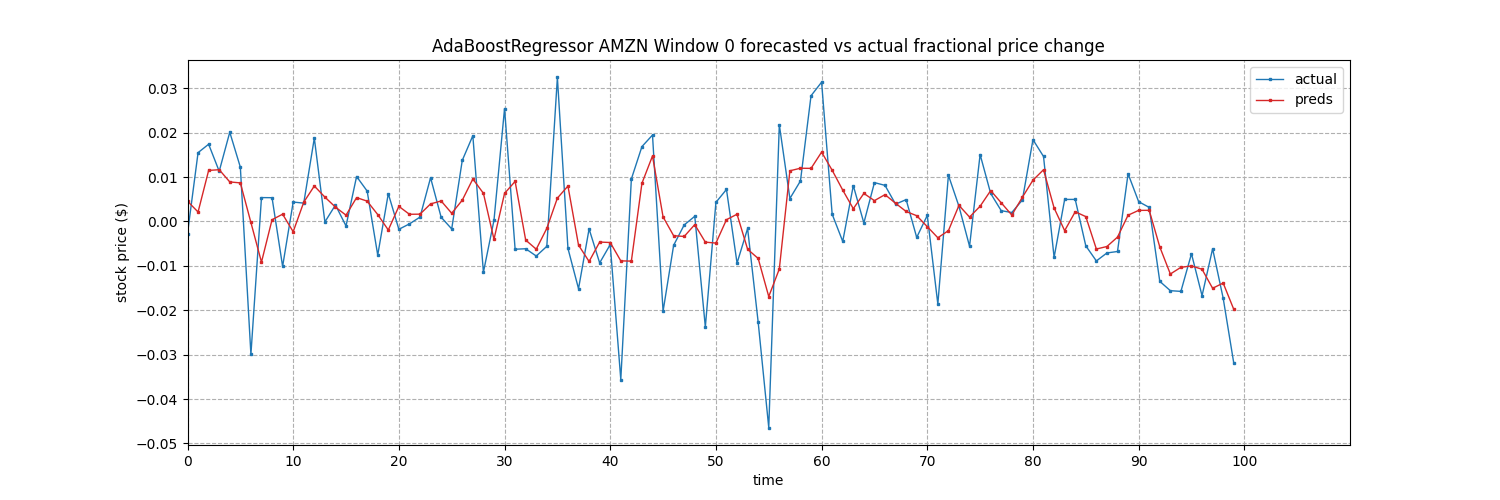 AdaBoostRegressor AMZN Window 0 forecasted vs actual fractional price change
actual
preds
stock price ($)
0.03
0.02
0.01
0.00
−0.01
−0.02
−0.03
−0.04
−0.05
0 10 20 30 40 50 60 70 80 90 100
time